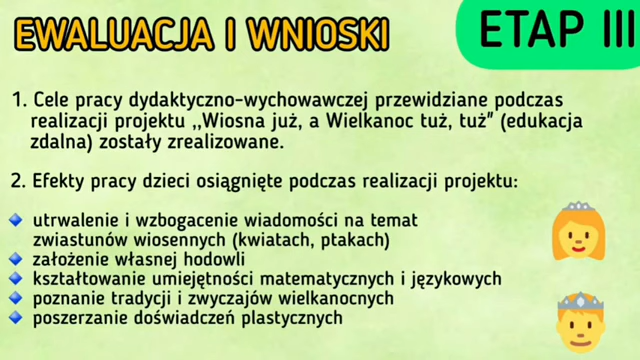 EWALUACJA I WNIOSKI
ETAP III
1. Cele pracy dydaktyczno-wychowawczej przewidziane podczas
realizacji projektu ,,Wiosna już, a Wielkanoc tuż, tuż" (edukacja
zdalna) zostały zrealizowane.
2. Efekty pracy dzieci osiągnięte podczas realizacji projektu:
utrwalenie i wzbogacenie wiadomości na temat
zwiastunów wiosennych (kwiatach, ptakach)
założenie własnej hodowli
kształtowanie umiejętności matematycznych i językowych
poznanie tradycji i zwyczajów wielkanocnych
poszerzanie doświadczeń plastycznych